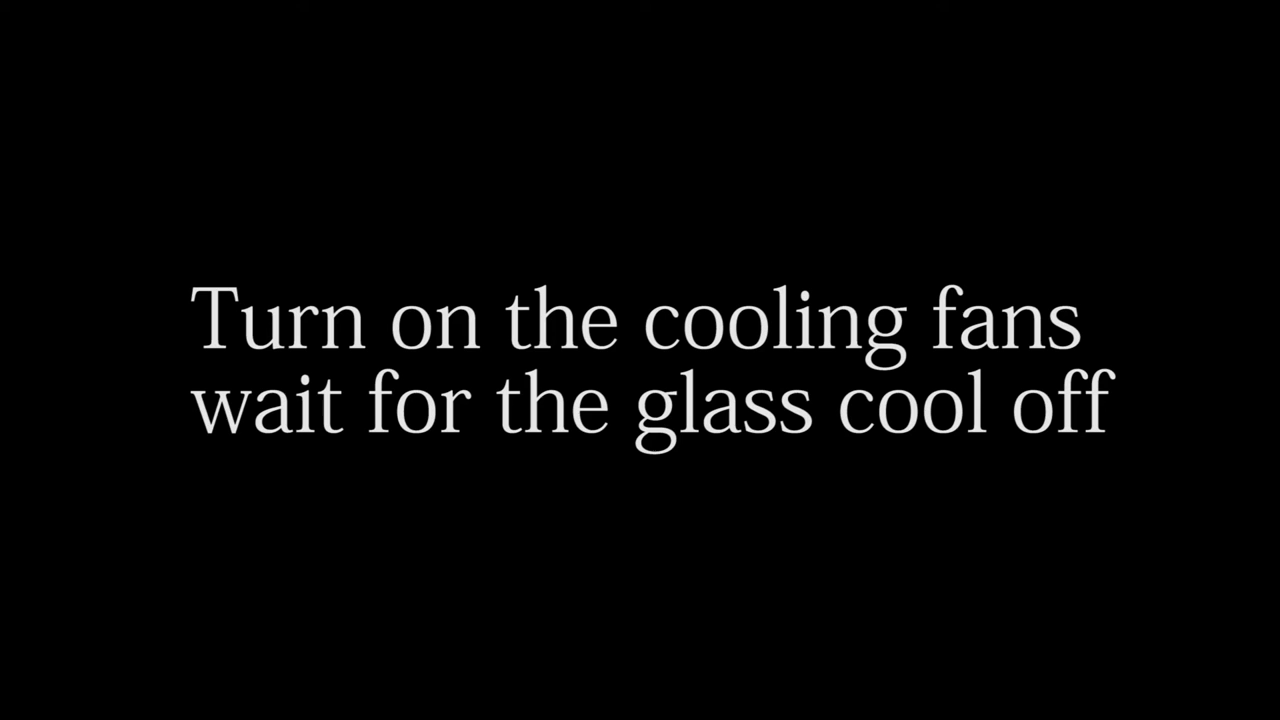 Turn on the cooling fans
wait for the glass cool off